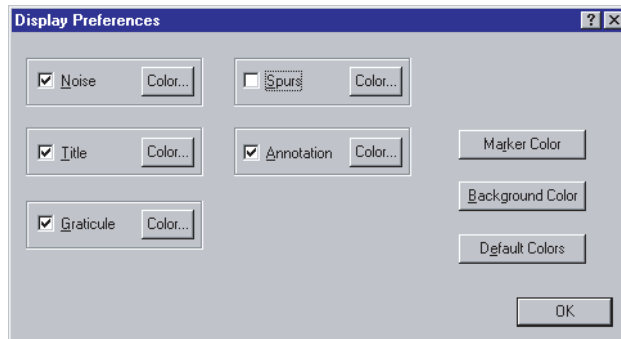 Display Preferences
Noise Color... Spurs Color...
Title Color... Annotation Color... Marker Color
Graticule Color... Background Color
Default Colors
OK